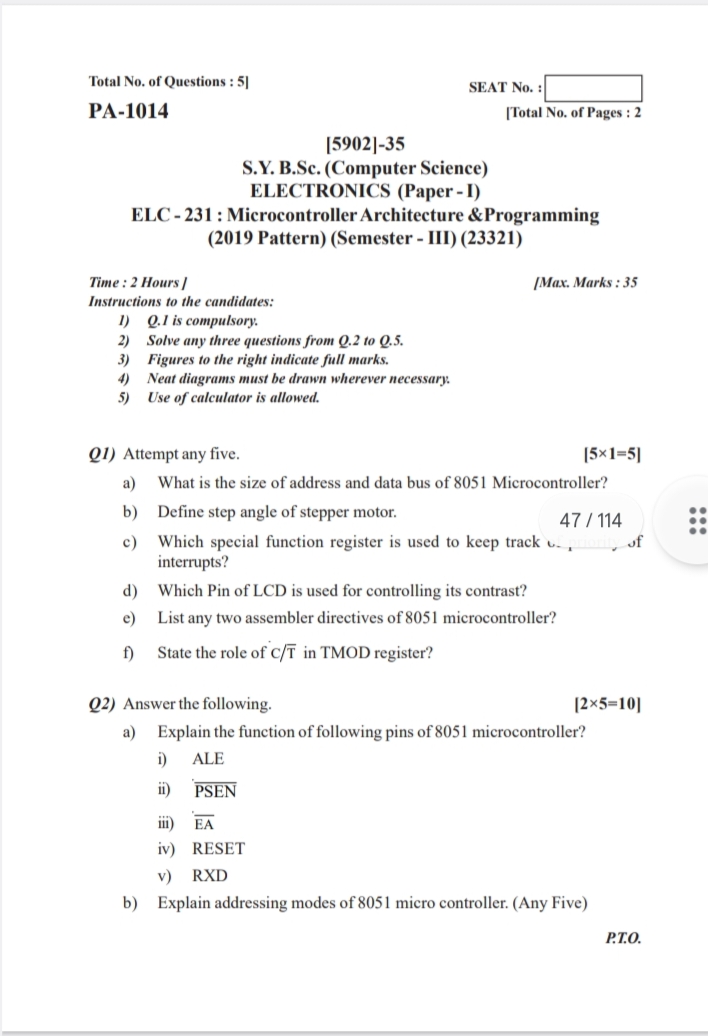 Total No. of Questions : 5]
SEAT No. :
PA-1014
[Total No. of Pages : 2
[5902]-35
S.Y. B.Sc. (Computer Science)
ELECTRONICS (Paper - I)
ELC - 231 : Microcontroller Architecture & Programming
(2019 Pattern) (Semester - III) (23321)
Time : 2 Hours ]
[Max. Marks : 35
Instructions to the candidates:
1) Q.1 is compulsory.
2) Solve any three questions from Q.2 to Q.5.
3) Figures to the right indicate full marks.
4) Neat diagrams must be drawn wherever necessary.
5) Use of calculator is allowed.
Q1) Attempt any five. [5×1=5]
a) What is the size of address and data bus of 8051 Microcontroller?
b) Define step angle of stepper motor.
47 / 114
c) Which special function register is used to keep track of
interrupts?
d) Which Pin of LCD is used for controlling its contrast?
e) List any two assembler directives of 8051 microcontroller?
f) State the role of C/T̅ in TMOD register?
Q2) Answer the following. [2×5=10]
a) Explain the function of following pins of 8051 microcontroller?
i) ALE
ii) P̅S̅E̅N̅
iii) E̅A̅
iv) RESET
v) RXD
b) Explain addressing modes of 8051 micro controller. (Any Five)
P.T.O.